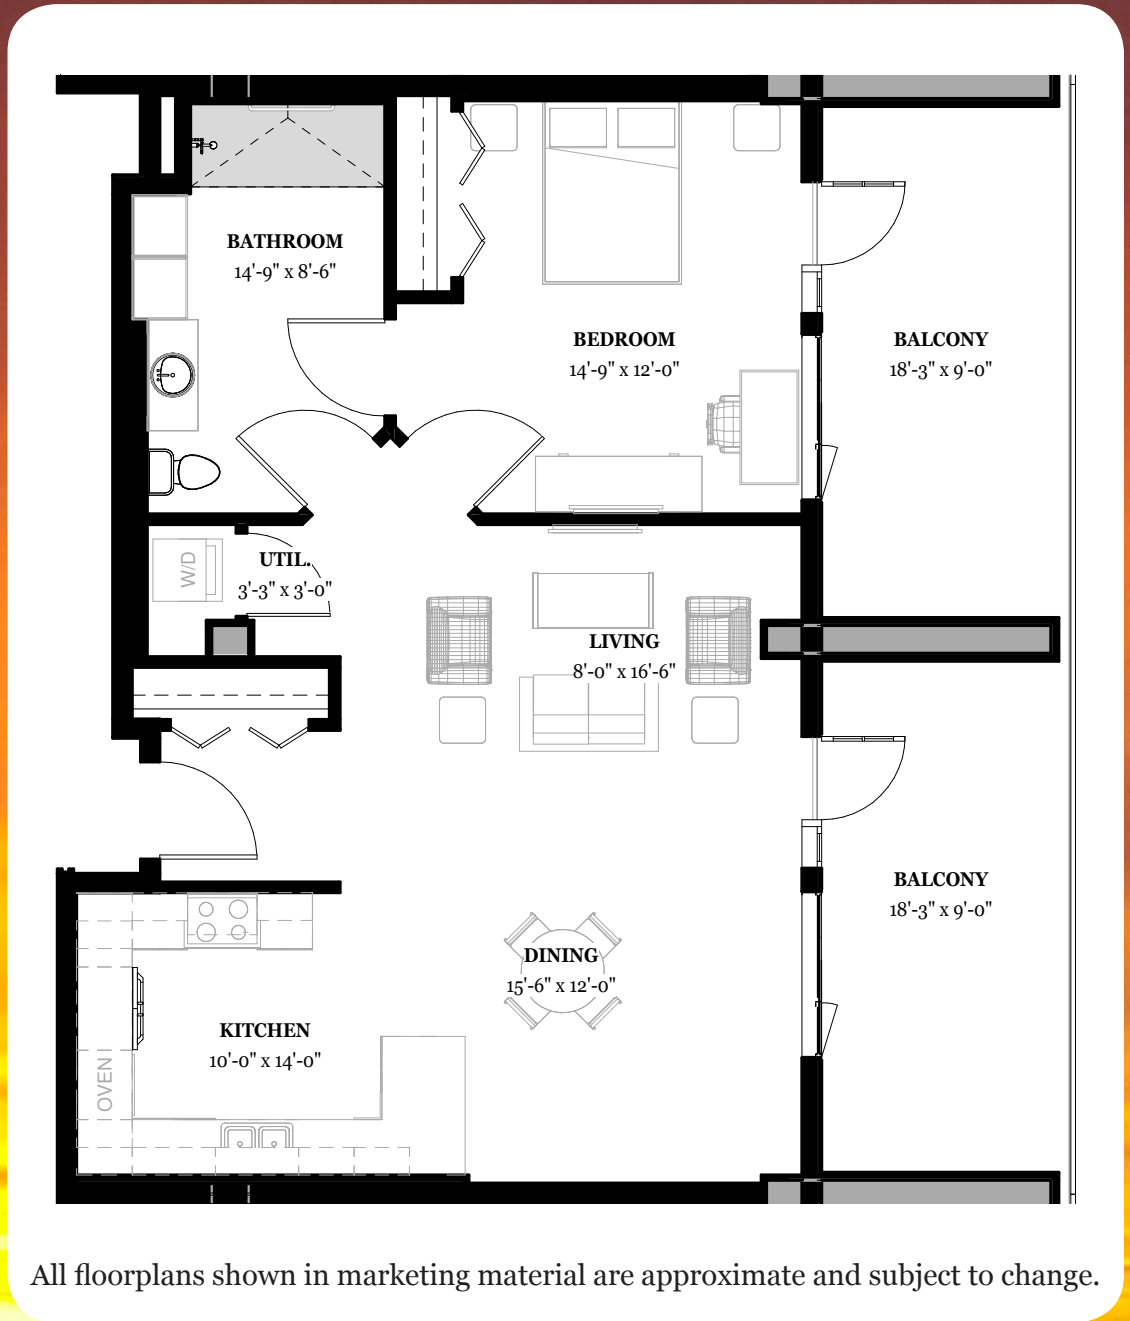 BATHROOM
14'-9" x 8'-6"
BEDROOM
14'-9" x 12'-0"
BALCONY
18'-3" x 9'-0"
W/D
UTIL.
3'-3" x 3'-0"
LIVING
8'-0" x 16'-6"
BALCONY
18'-3" x 9'-0"
DINING
15'-6" x 12'-0"
KITCHEN
10'-0" x 14'-0"
OVEN
All floorplans shown in marketing material are approximate and subject to change.